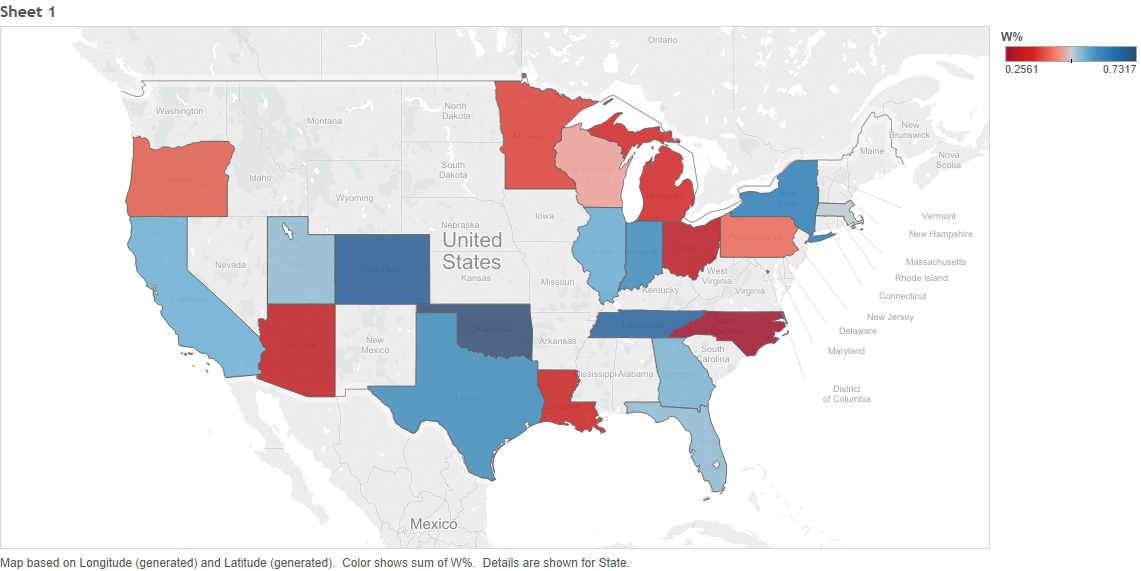 Sheet 1
W%
0.2561 0.7317
Ontario
Washington
Montana
North
Dakota
Minnesota
New
Brunswick
Maine
Nova
Scotia
Oregon
Idaho
Wyoming
South
Dakota
Wisconsin
Michigan
New
York
Vermont
New Hampshire
Massachusetts
Rhode Island
Connecticut
New Jersey
Delaware
Maryland
District
of Columbia
Nebraska
Iowa
United
States
Nevada
Utah
Colorado
Kansas
Missouri
Illinois
Indiana
Ohio
Pennsylvania
West
Virginia
Virginia
Kentucky
California
Arizona
New
Mexico
Oklahoma
Arkansas
Tennessee
North
Carolina
South
Carolina
Mississippi
Alabama
Georgia
Texas
Louisiana
Mexico
Map based on Longitude (generated) and Latitude (generated).  Color shows sum of W%.  Details are shown for State.